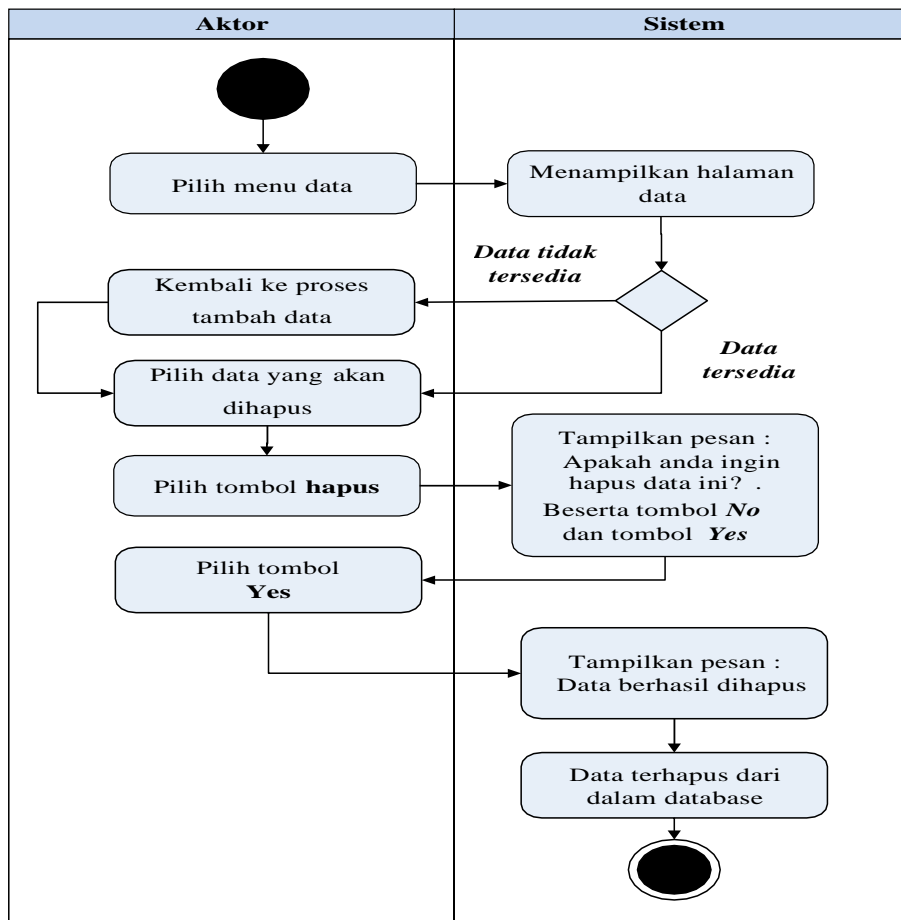 Aktor
Sistem
Pilih menu data
Menampilkan halaman
data
Data tidak
tersedia
Kembali ke proses
tambah data
Data
tersedia
Pilih data yang akan
dihapus
Pilih tombol hapus
Tampilkan pesan :
Apakah anda ingin
hapus data ini? .
Beserta tombol No
dan tombol Yes
Pilih tombol
Yes
Tampilkan pesan :
Data berhasil dihapus
Data terhapus dari
dalam database